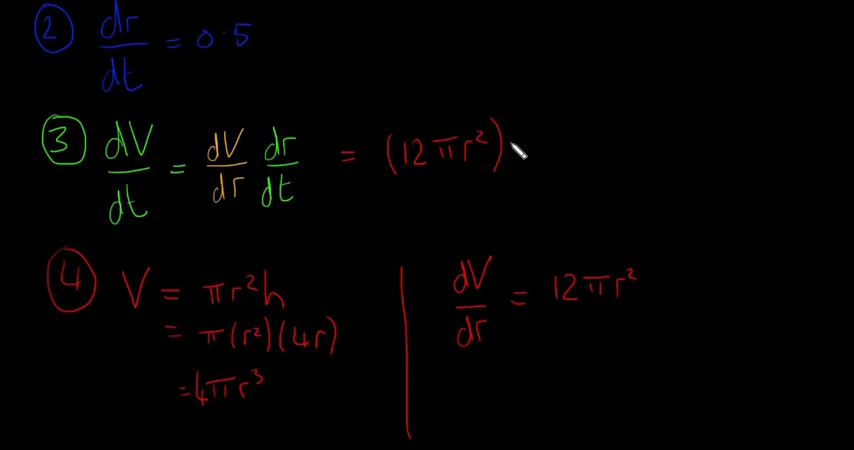 ② dr/dt = 0.5
③ dV/dt = dV/dr dr/dt = (12πr²)
④ V = πr²h
= π(r²)(4r)
= 4πr³
dV/dr = 12πr²